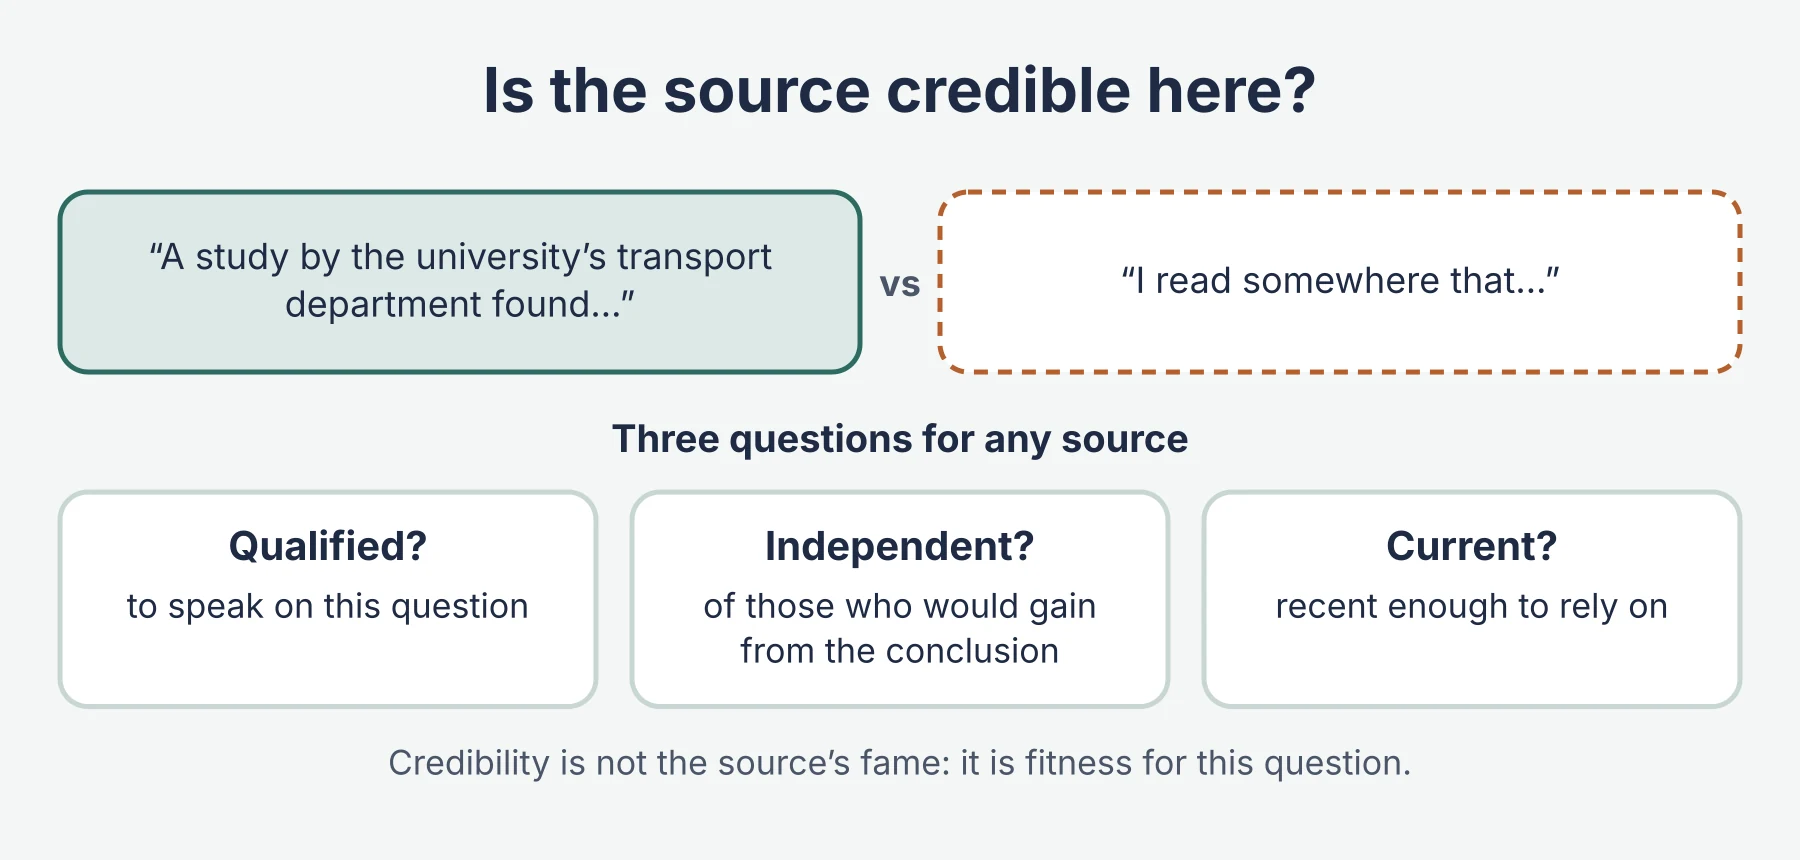 Is the source credible here?
“A study by the university’s transport
department found...”
vs
“I read somewhere that...”
Three questions for any source
Qualified?
to speak on this question
Independent?
of those who would gain
from the conclusion
Current?
recent enough to rely on
Credibility is not the source’s fame: it is fitness for this question.